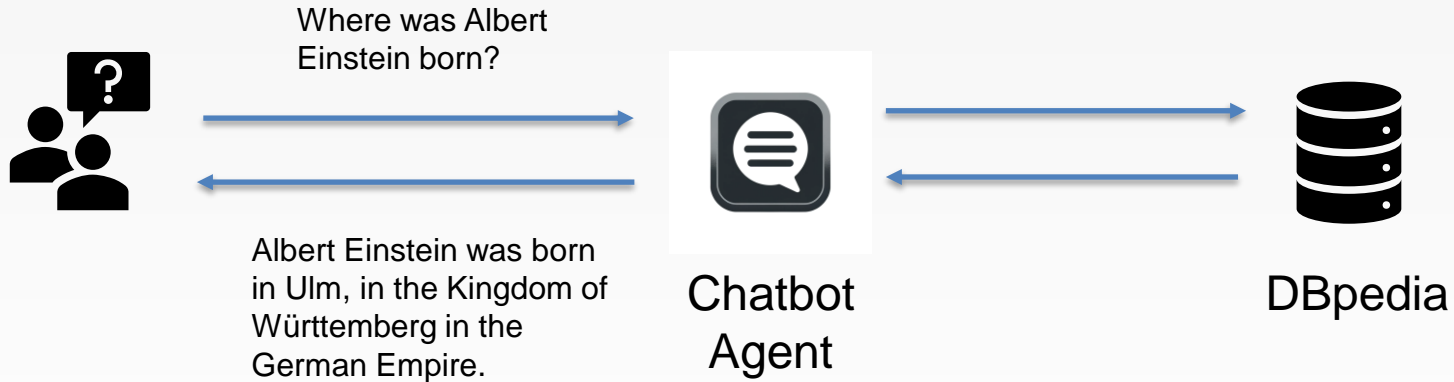 Where was Albert
Einstein born?
?
Albert Einstein was born
in Ulm, in the Kingdom of
Württemberg in the
German Empire.
Chatbot
Agent
DBpedia